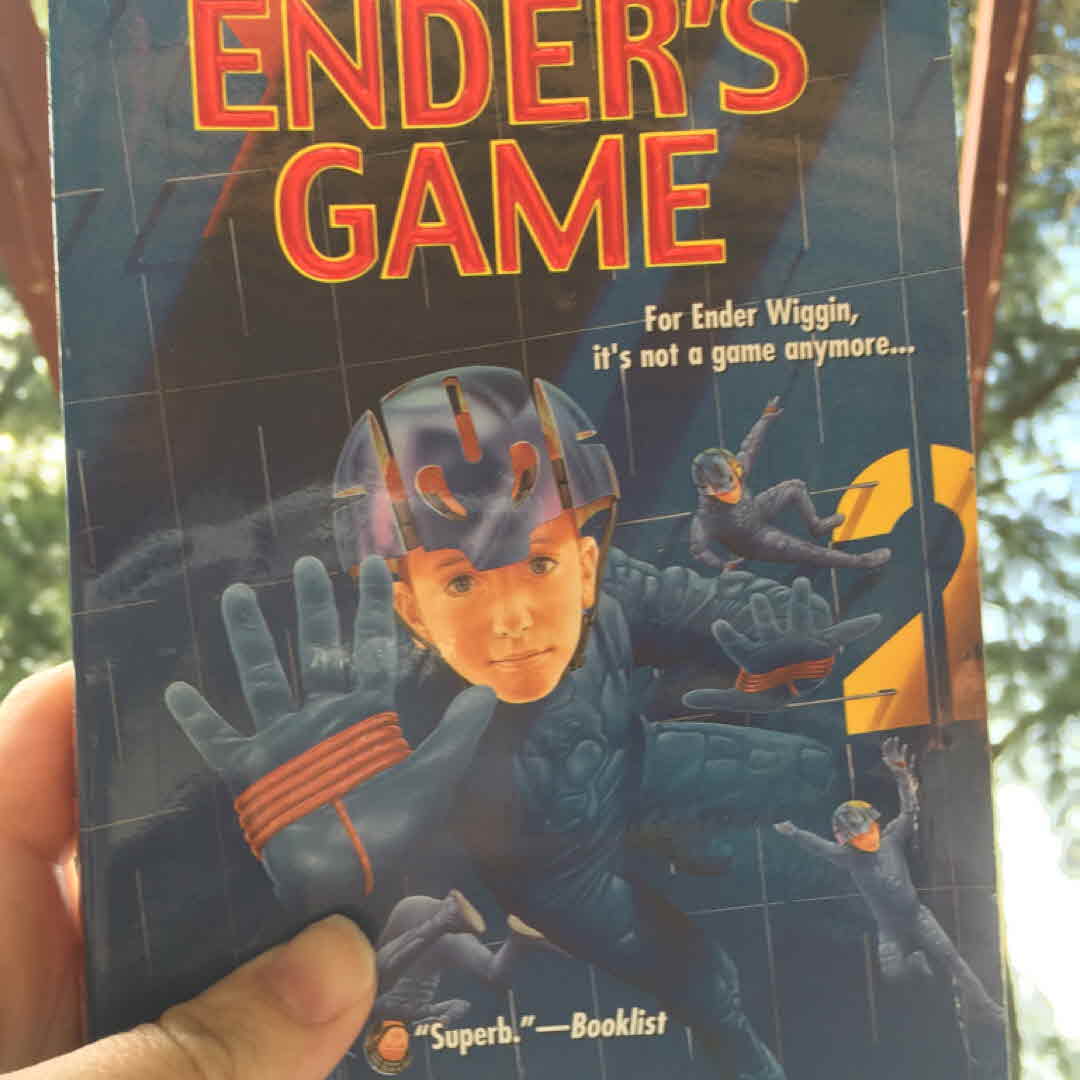 ENDER'S
GAME
For Ender Wiggin,
it's not a game anymore...
2
"Superb."—Booklist